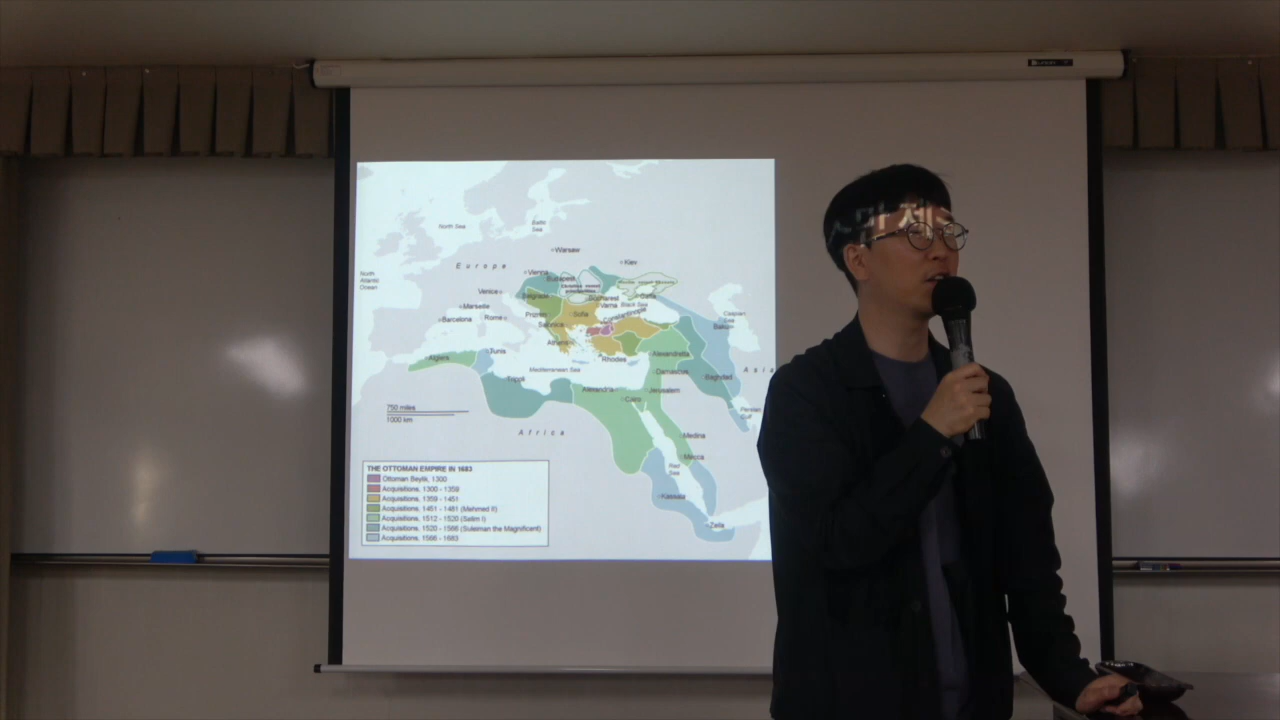 North Sea
Baltic
Sea
Warsaw
Kiev
Europe
North
Atlantic
Ocean
Vienna
Budapest
Venice
Belgrade
Bucharest
Marseille
Varna
Black Sea
Caspian
Sea
Barcelona
Rome
Sofia
Constantinople
Salonica
Athens
Algiers
Tunis
Rhodes
Alexandretta
Asia
Mediterranean Sea
Damascus
Baghdad
Tripoli
Alexandria
Jerusalem
Cairo
Persian
Gulf
750 miles
1000 km
Africa
Medina
Mecca
Red
Sea
Kassala
Zeila
THE OTTOMAN EMPIRE IN 1683
Ottoman Beylik, 1300
Acquisitions, 1300 - 1359
Acquisitions, 1359 - 1451
Acquisitions, 1451 - 1481 (Mehmed II)
Acquisitions, 1512 - 1520 (Selim I)
Acquisitions, 1520 - 1566 (Suleiman the Magnificent)
Acquisitions, 1566 - 1683